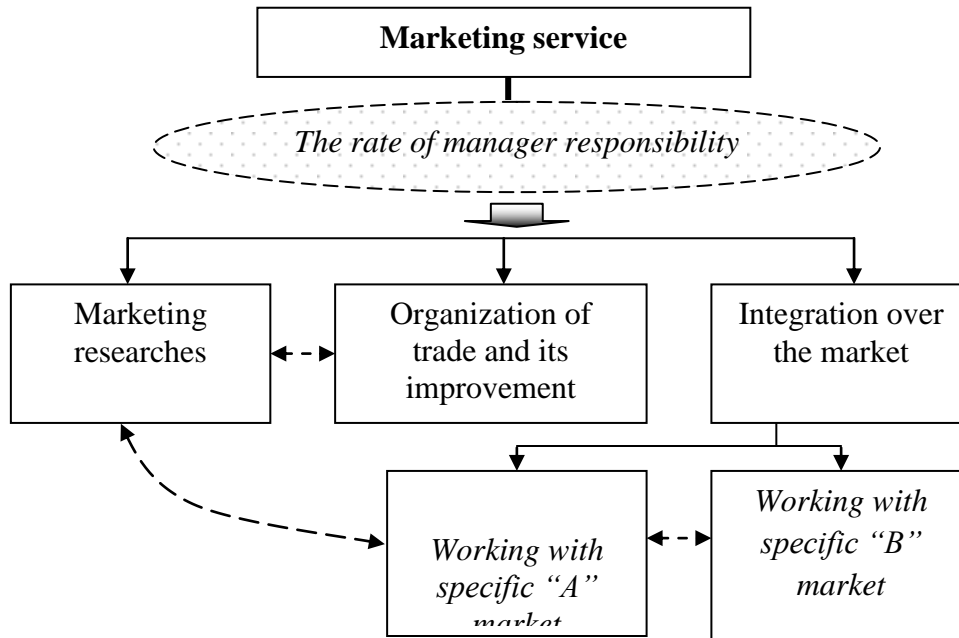 Marketing service
The rate of manager responsibility
Marketing
researches
Organization of
trade and its
improvement
Integration over
the market
Working with
specific “A”
market
Working with
specific “B”
market